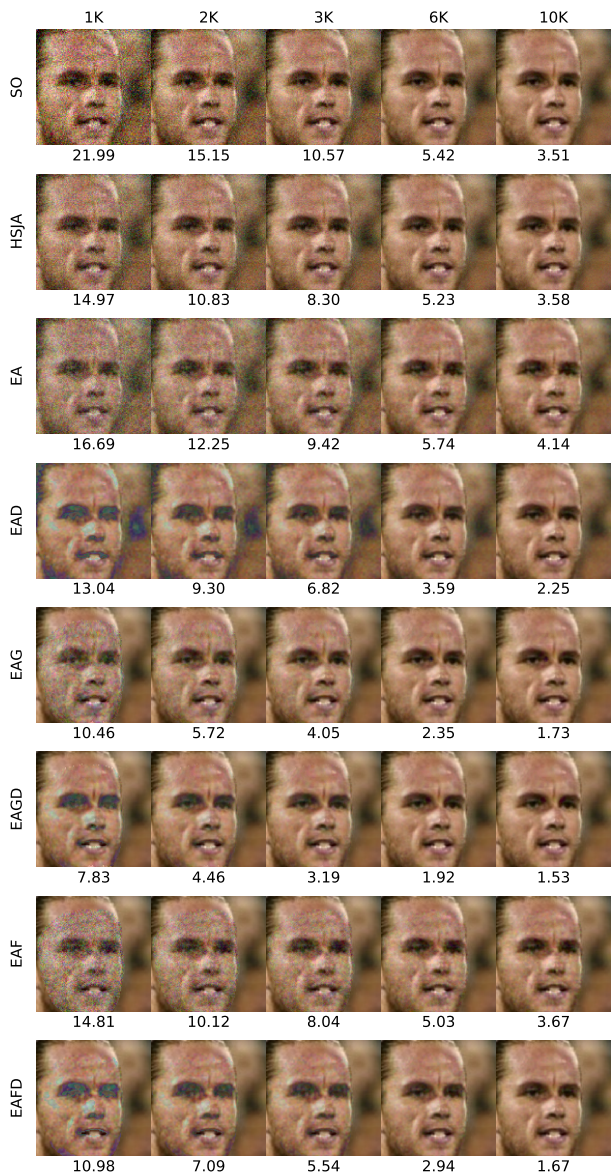 1K 2K 3K 6K 10K
SO
21.99 15.15 10.57 5.42 3.51
HSJA
14.97 10.83 8.30 5.23 3.58
EA
16.69 12.25 9.42 5.74 4.14
EAD
13.04 9.30 6.82 3.59 2.25
EAG
10.46 5.72 4.05 2.35 1.73
EAGD
7.83 4.46 3.19 1.92 1.53
EAF
14.81 10.12 8.04 5.03 3.67
EAFD
10.98 7.09 5.54 2.94 1.67